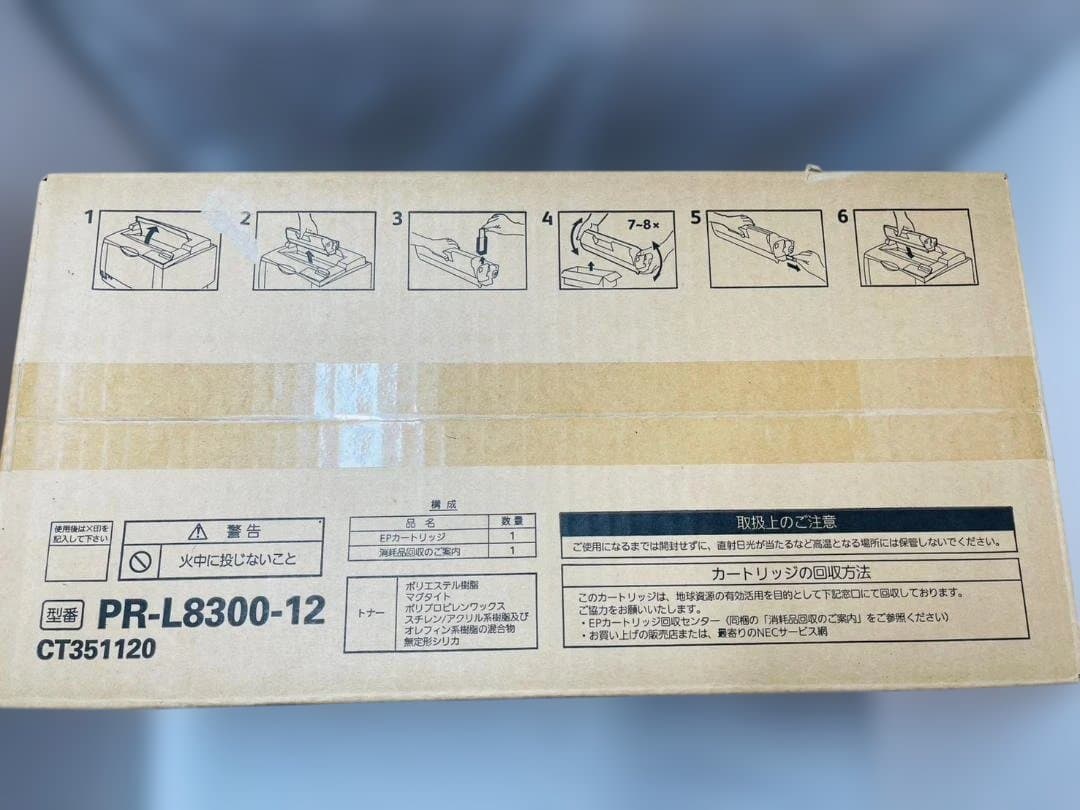 1
2
3
4
7~8×
5
6
使用後は×印を
記入して下さい
警告
火中に投じないこと
型番 PR-L8300-12
CT351120
構成
品名 数量
EPカートリッジ 1
消耗品回収のご案内 1
トナー
ポリエステル樹脂
マグタイト
ポリプロピレンワックス
スチレン/アクリル系樹脂及び
オレフィン系樹脂の混合物
無定形シリカ
取扱上のご注意
ご使用になるまでは開封せずに、直射日光が当たるなど高温となる場所には保管しないでください。
カートリッジの回収方法
このカートリッジは、地球資源の有効活用を目的として下記窓口にて回収しております。
ご協力をお願いいたします。
・EPカートリッジ回収センター(同梱の「消耗品回収のご案内」をご参照ください)
・お買い上げの販売店または、最寄りのNECサービス網